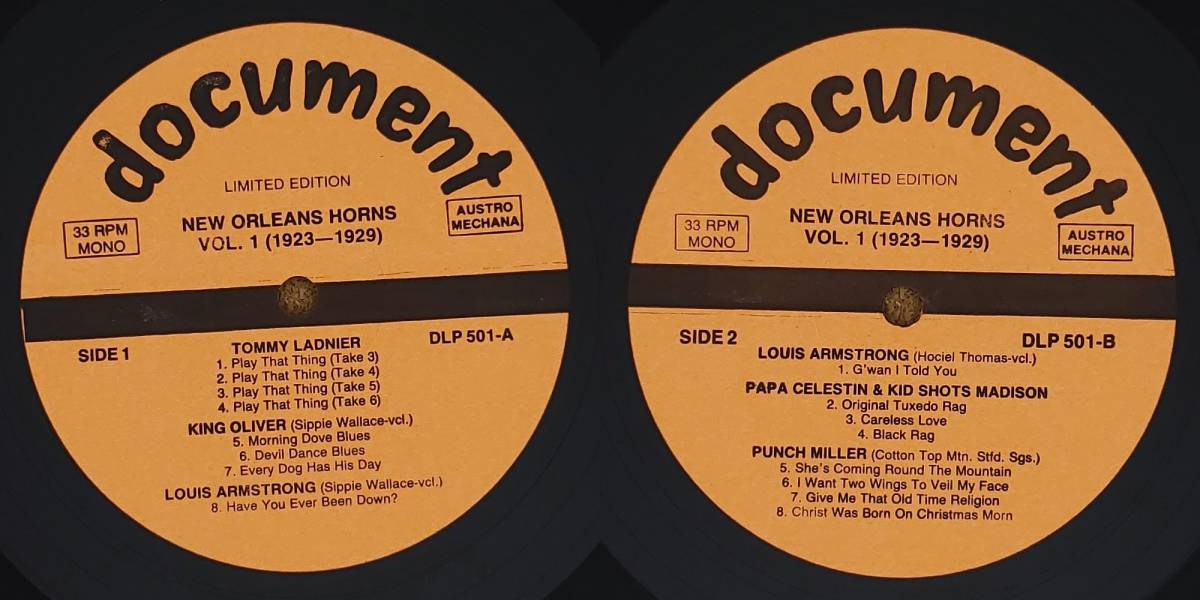 document
LIMITED EDITION
33 RPM
MONO
NEW ORLEANS HORNS
VOL. 1 (1923—1929)
AUSTRO
MECHANA
SIDE 1
DLP 501-A
TOMMY LADNIER
1. Play That Thing (Take 3)
2. Play That Thing (Take 4)
3. Play That Thing (Take 5)
4. Play That Thing (Take 6)
KING OLIVER (Sippie Wallace-vcl.)
5. Morning Dove Blues
6. Devil Dance Blues
7. Every Dog Has His Day
LOUIS ARMSTRONG (Sippie Wallace-vcl.)
8. Have You Ever Been Down?
document
LIMITED EDITION
33 RPM
MONO
NEW ORLEANS HORNS
VOL. 1 (1923—1929)
AUSTRO
MECHANA
SIDE 2
DLP 501-B
LOUIS ARMSTRONG (Hociel Thomas-vcl.)
1. G'wan I Told You
PAPA CELESTIN & KID SHOTS MADISON
2. Original Tuxedo Rag
3. Careless Love
4. Black Rag
PUNCH MILLER (Cotton Top Mtn. Stfd. Sgs.)
5. She's Coming Round The Mountain
6. I Want Two Wings To Veil My Face
7. Give Me That Old Time Religion
8. Christ Was Born On Christmas Morn